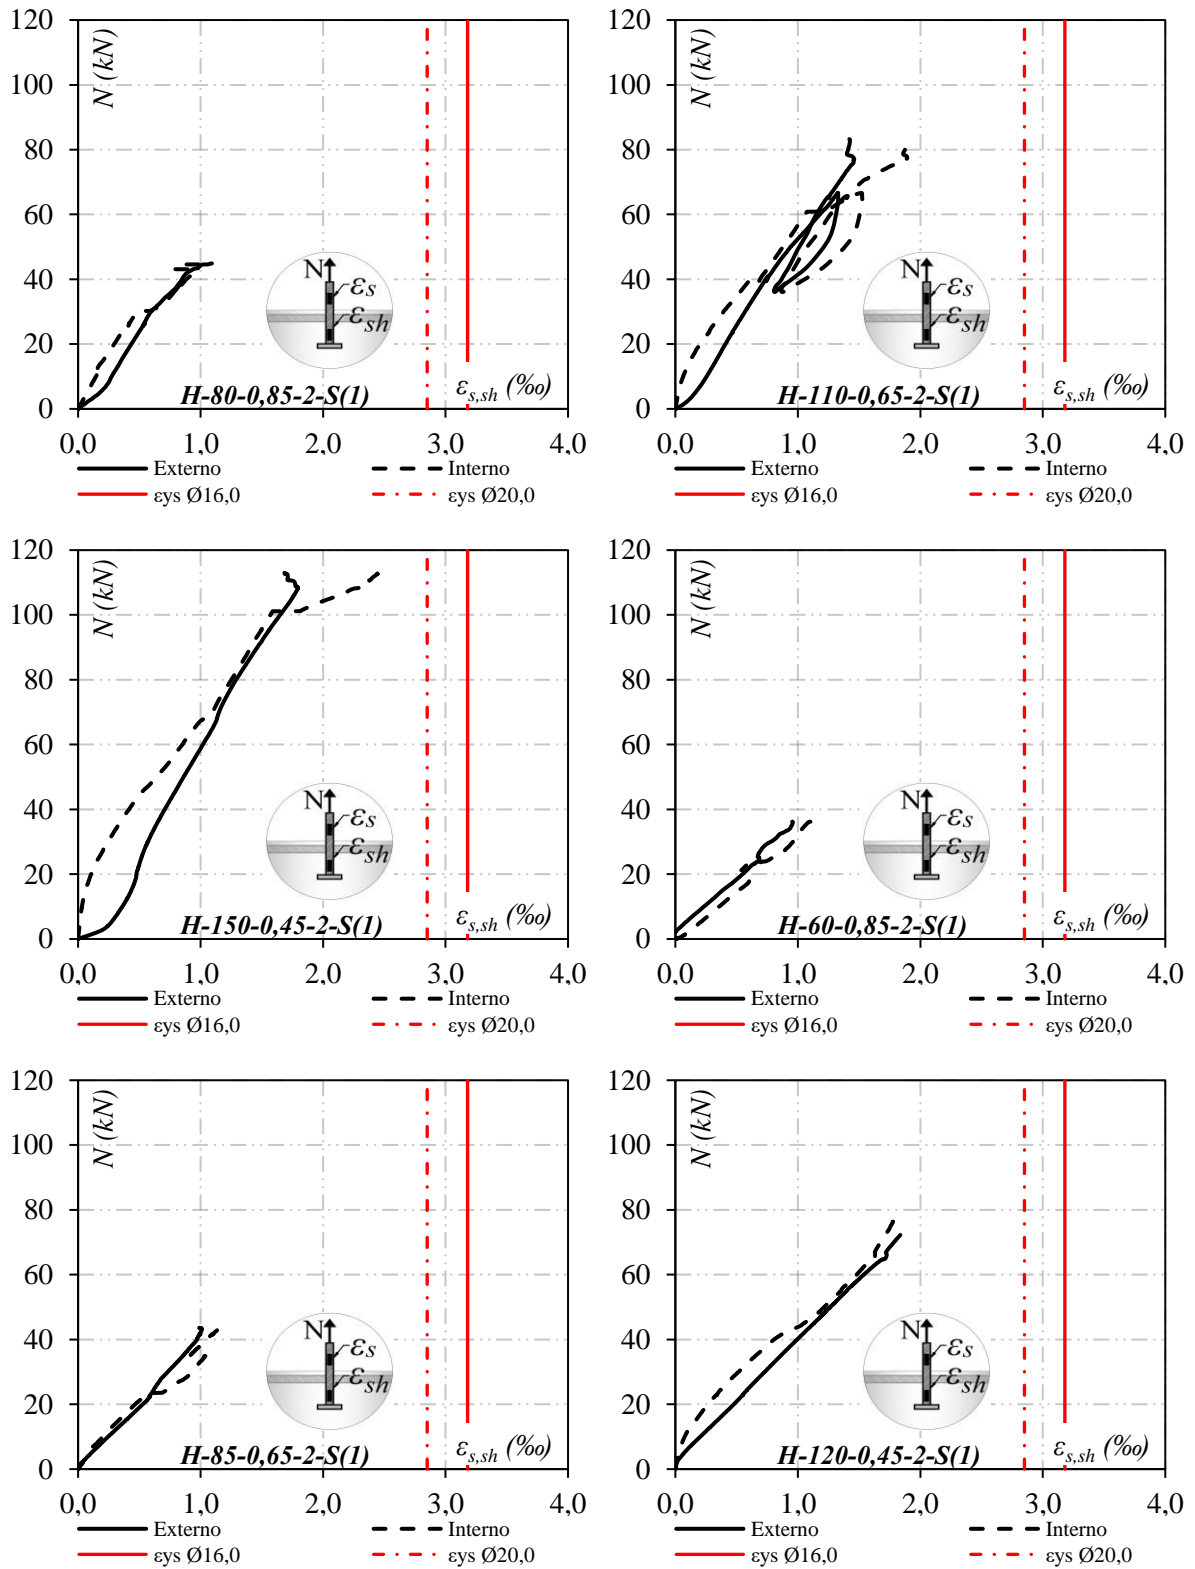 120
100
80
60
40
20
0
N (kN)
N
εs
εsh
H-80-0,85-2-S(1)
εs,sh (‰)
0,0 1,0 2,0 3,0 4,0
Externo Interno
εys Ø16,0 εys Ø20,0
120
100
80
60
40
20
0
N (kN)
N
εs
εsh
H-110-0,65-2-S(1)
εs,sh (‰)
0,0 1,0 2,0 3,0 4,0
Externo Interno
εys Ø16,0 εys Ø20,0
120
100
80
60
40
20
0
N (kN)
N
εs
εsh
H-150-0,45-2-S(1)
εs,sh (‰)
0,0 1,0 2,0 3,0 4,0
Externo Interno
εys Ø16,0 εys Ø20,0
120
100
80
60
40
20
0
N (kN)
N
εs
εsh
H-60-0,85-2-S(1)
εs,sh (‰)
0,0 1,0 2,0 3,0 4,0
Externo Interno
εys Ø16,0 εys Ø20,0
120
100
80
60
40
20
0
N (kN)
N
εs
εsh
H-85-0,65-2-S(1)
εs,sh (‰)
0,0 1,0 2,0 3,0 4,0
Externo Interno
εys Ø16,0 εys Ø20,0
120
100
80
60
40
20
0
N (kN)
N
εs
εsh
H-120-0,45-2-S(1)
εs,sh (‰)
0,0 1,0 2,0 3,0 4,0
Externo Interno
εys Ø16,0 εys Ø20,0